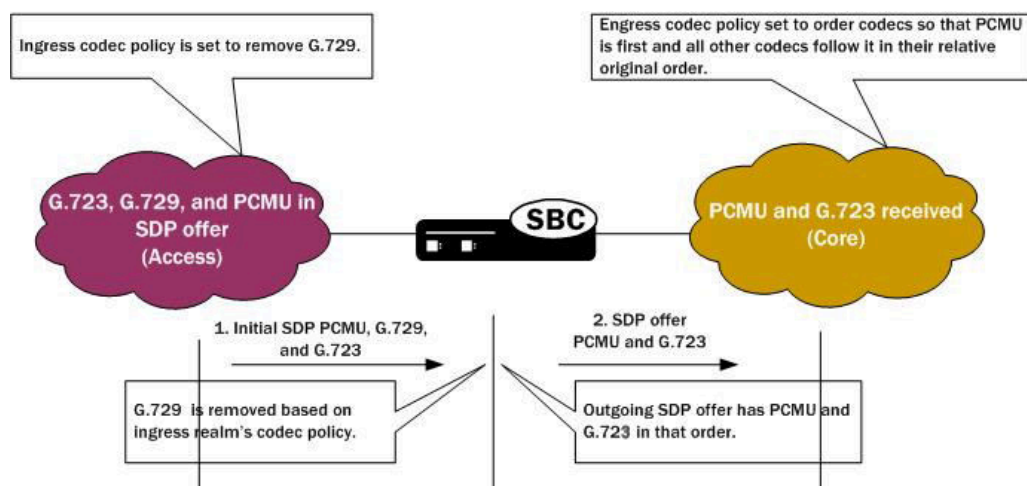 Ingress codec policy is set to remove G.729.
Engress codec policy set to order codecs so that PCMU
is first and all other codecs follow it in their relative
original order.
G.723, G.729, and PCMU in
SDP offer
(Access)
SBC
PCMU and G.723 received
(Core)
1. Initial SDP PCMU, G.729,
and G.723
2. SDP offer
PCMU and G.723
G.729 is removed based on
ingress realm's codec policy.
Outgoing SDP offer has PCMU and
G.723 in that order.